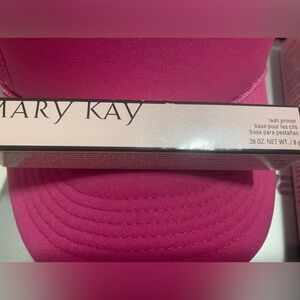 MARY KAY
lash primer
base pour les cils
base para pestañas
.28 OZ. NET WT. / 8 g